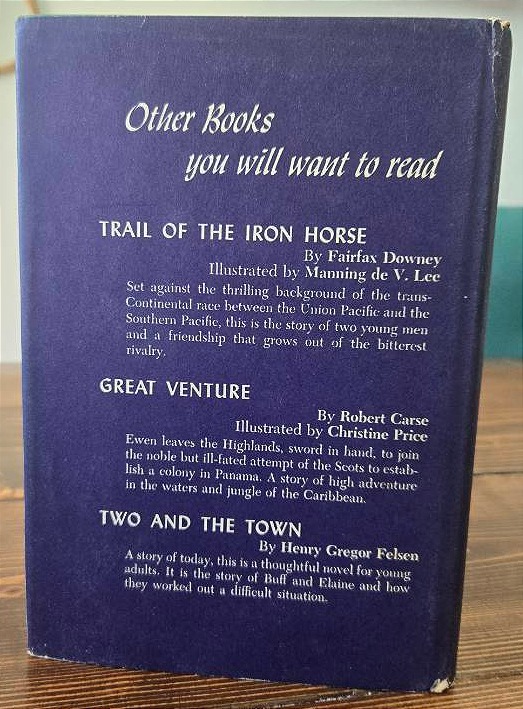 Other Books
you will want to read
TRAIL OF THE IRON HORSE
By Fairfax Downey
Illustrated by Manning de V. Lee
Set against the thrilling background of the trans-
Continental race between the Union Pacific and the
Southern Pacific, this is the story of two young men
and a friendship that grows out of the bitterest
rivalry.
GREAT VENTURE
By Robert Carse
Illustrated by Christine Price
Ewen leaves the Highlands, sword in hand, to join
the noble but ill-fated attempt of the Scots to estab-
lish a colony in Panama. A story of high adventure
in the waters and jungle of the Caribbean.
TWO AND THE TOWN
By Henry Gregor Felsen
A story of today, this is a thoughtful novel for young
adults. It is the story of Buff and Elaine and how
they worked out a difficult situation.